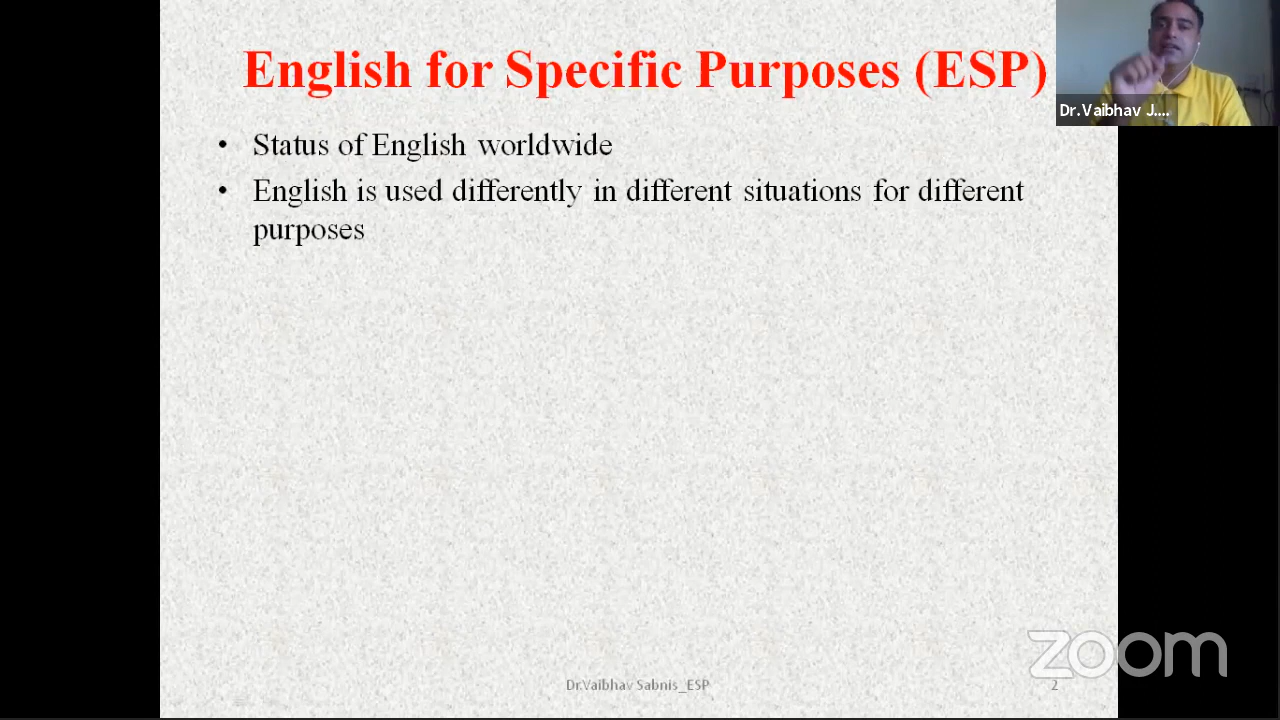 English for Specific Purposes (ESP)
Dr.Vaibhav J....
• Status of English worldwide
• English is used differently in different situations for different
purposes
zoom
Dr.Vaibhav Sabnis_ESP
2